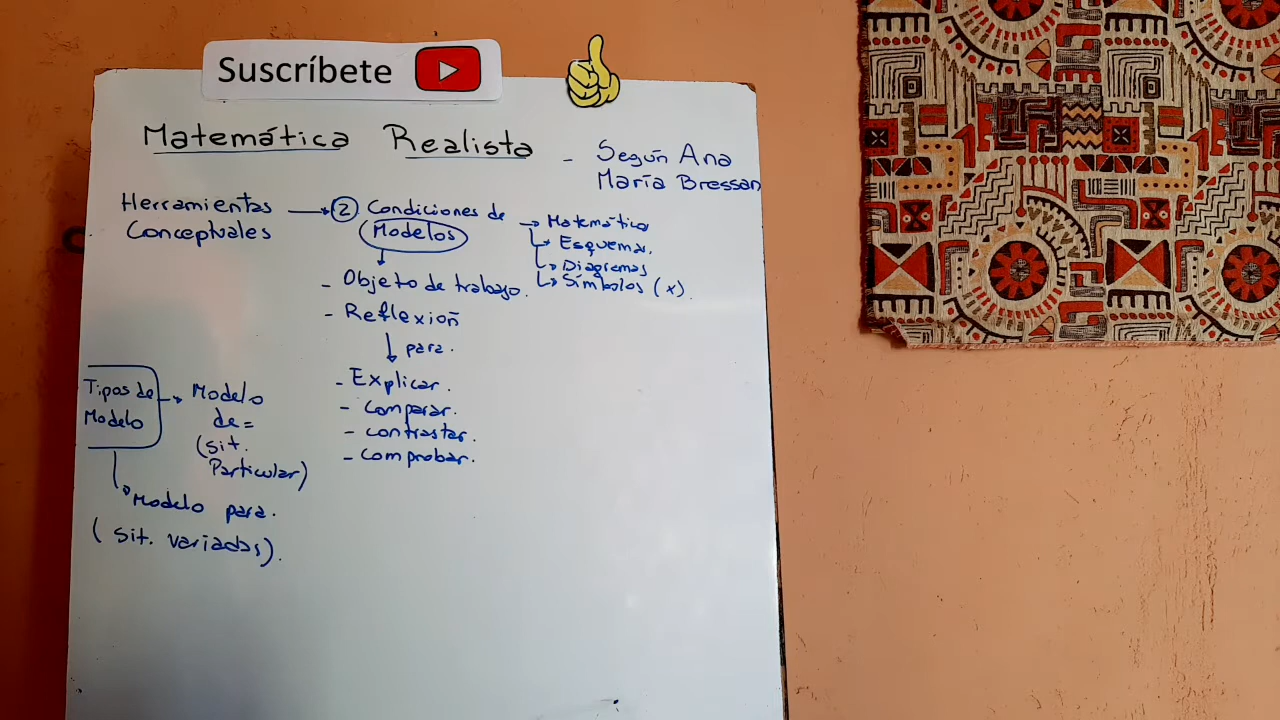 Suscríbete
Matemática Realista - Según Ana
María Bressan
Herramientas
Conceptuales
2 Condiciones de
Modelos
Matemática
Esquemas.
Diagramas
Símbolos (x).
- Objeto de trabajo.
- Reflexión
para.
- Explicar.
- comparar.
- contrastar.
- comprobar.
Tipos de
Modelo
Modelo
de=
(sit.
Particular)
Modelo para.
(sit. variadas).